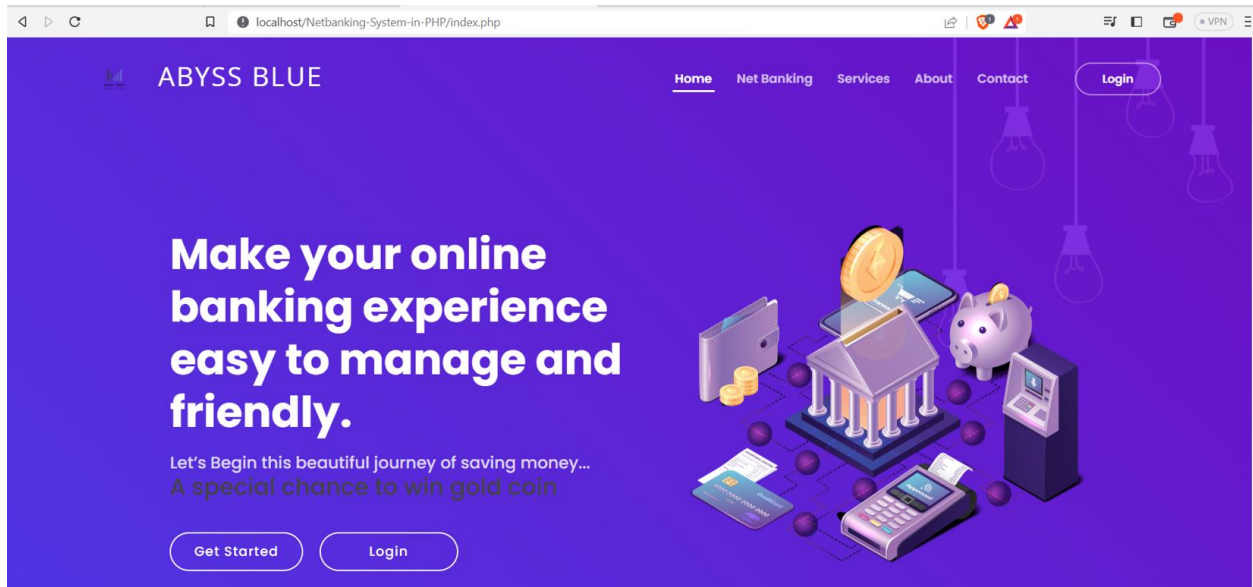 localhost/Netbanking-System-in-PHP/index.php
VPN
ABYSS BLUE
Home Net Banking Services About Contact Login
Make your online
banking experience
easy to manage and
friendly.
Let's Begin this beautiful journey of saving money...
A special chance to win gold coin
Get Started Login